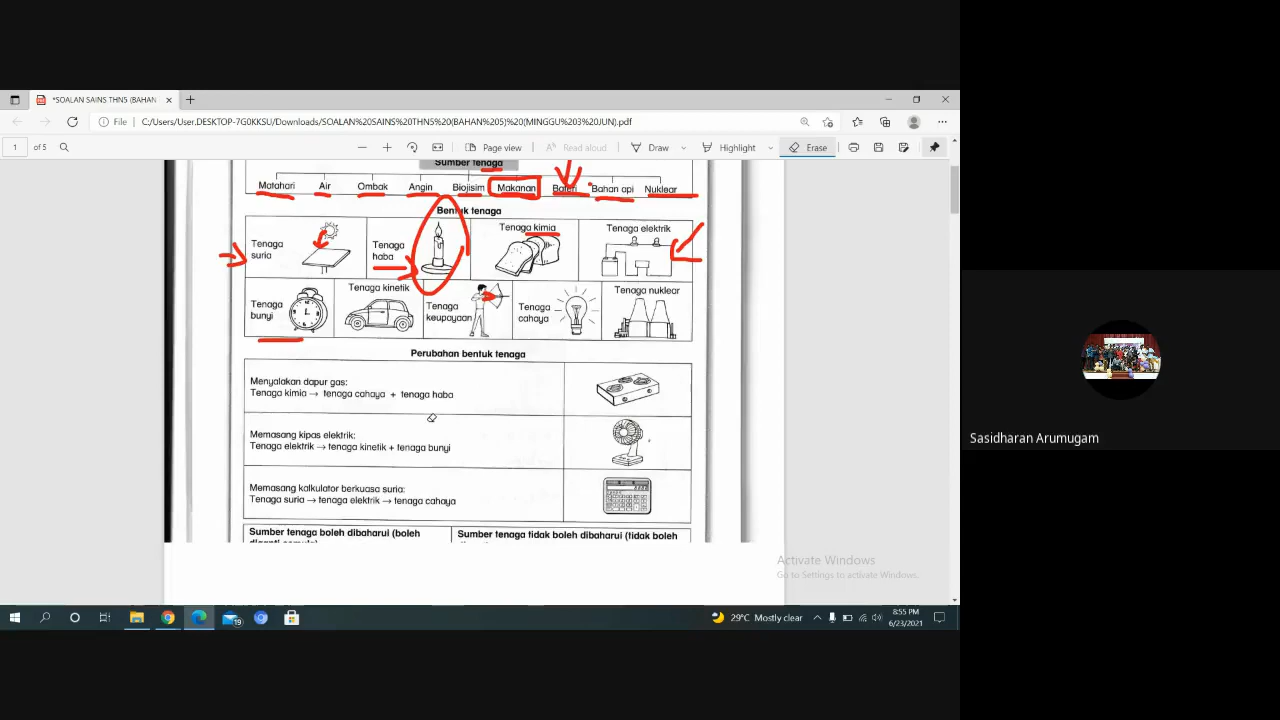 *SOALAN SAINS THN5 (BAHAN
File C:/Users/User.DESKTOP-7G0KKSU/Downloads/SOALAN%20SAINS%20THN5%20(BAHAN%205)%20(MINGGU%203%20JUN).pdf
1 of 5 Page view Read aloud Draw Highlight Erase
Sumber tenaga
Matahari Air Ombak Angin Biojisim Makanan Bateri Bahan api Nuklear
Bentuk tenaga
Tenaga suria
Tenaga haba
Tenaga kimia
Tenaga elektrik
Tenaga bunyi
Tenaga kinetik
Tenaga keupayaan
Tenaga cahaya
Tenaga nuklear
Perubahan bentuk tenaga
Menyalakan dapur gas:
Tenaga kimia → tenaga cahaya + tenaga haba
Memasang kipas elektrik:
Tenaga elektrik → tenaga kinetik + tenaga bunyi
Memasang kalkulator berkuasa suria:
Tenaga suria → tenaga elektrik → tenaga cahaya
Sumber tenaga boleh dibaharui (boleh
Sumber tenaga tidak boleh dibaharui (tidak boleh
Sasidharan Arumugam
Activate Windows
Go to Settings to activate Windows.
19
29°C Mostly clear
8:55 PM
6/23/2021